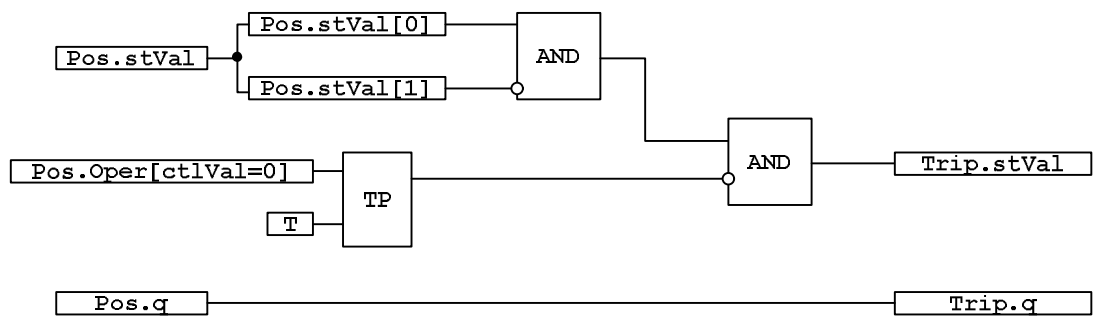 Pos.stVal[0]
Pos.stVal
AND
Pos.stVal[1]
Pos.Oper[ctlVal=0]
AND
Trip.stVal
TP
T
Pos.q
Trip.q